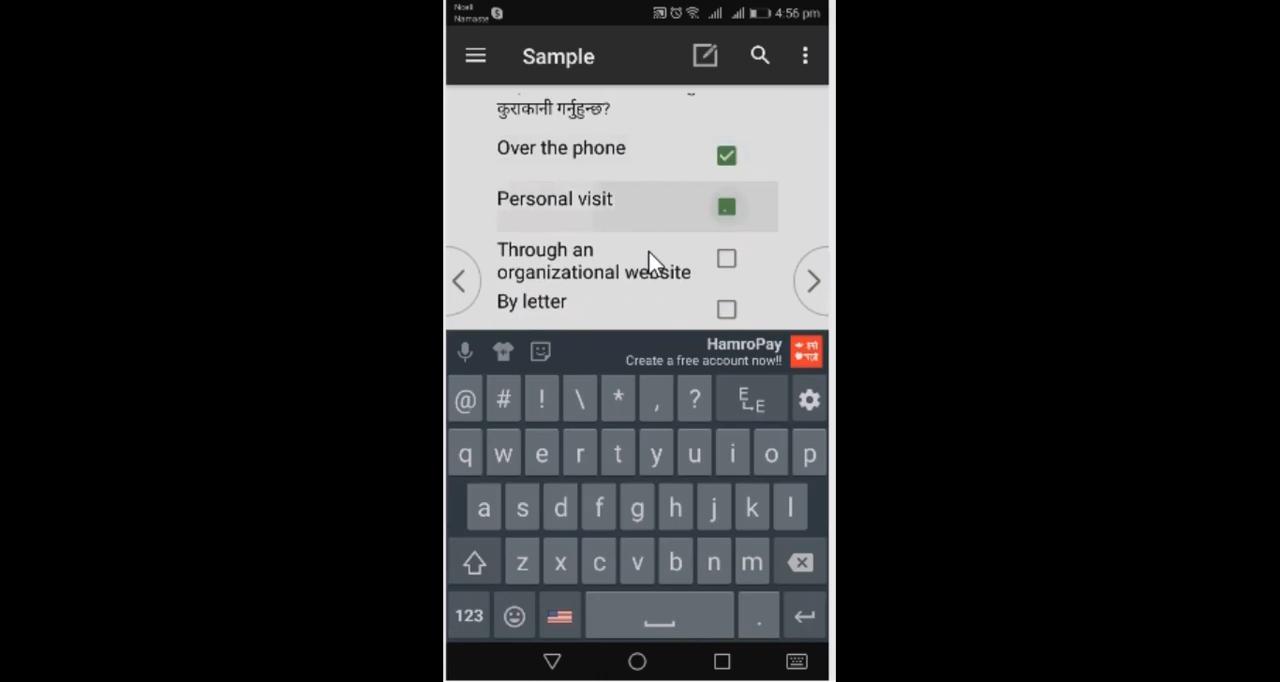 Ncell
Namaste
4:56 pm
Sample
कुराकानी गर्नुहुन्छ?
Over the phone
Personal visit
Through an
organizational website
By letter
HamroPay
Create a free account now!!
@ # ! \ * , ? E E
q w e r t y u i o p
a s d f g h j k l
z x c v b n m
123 .